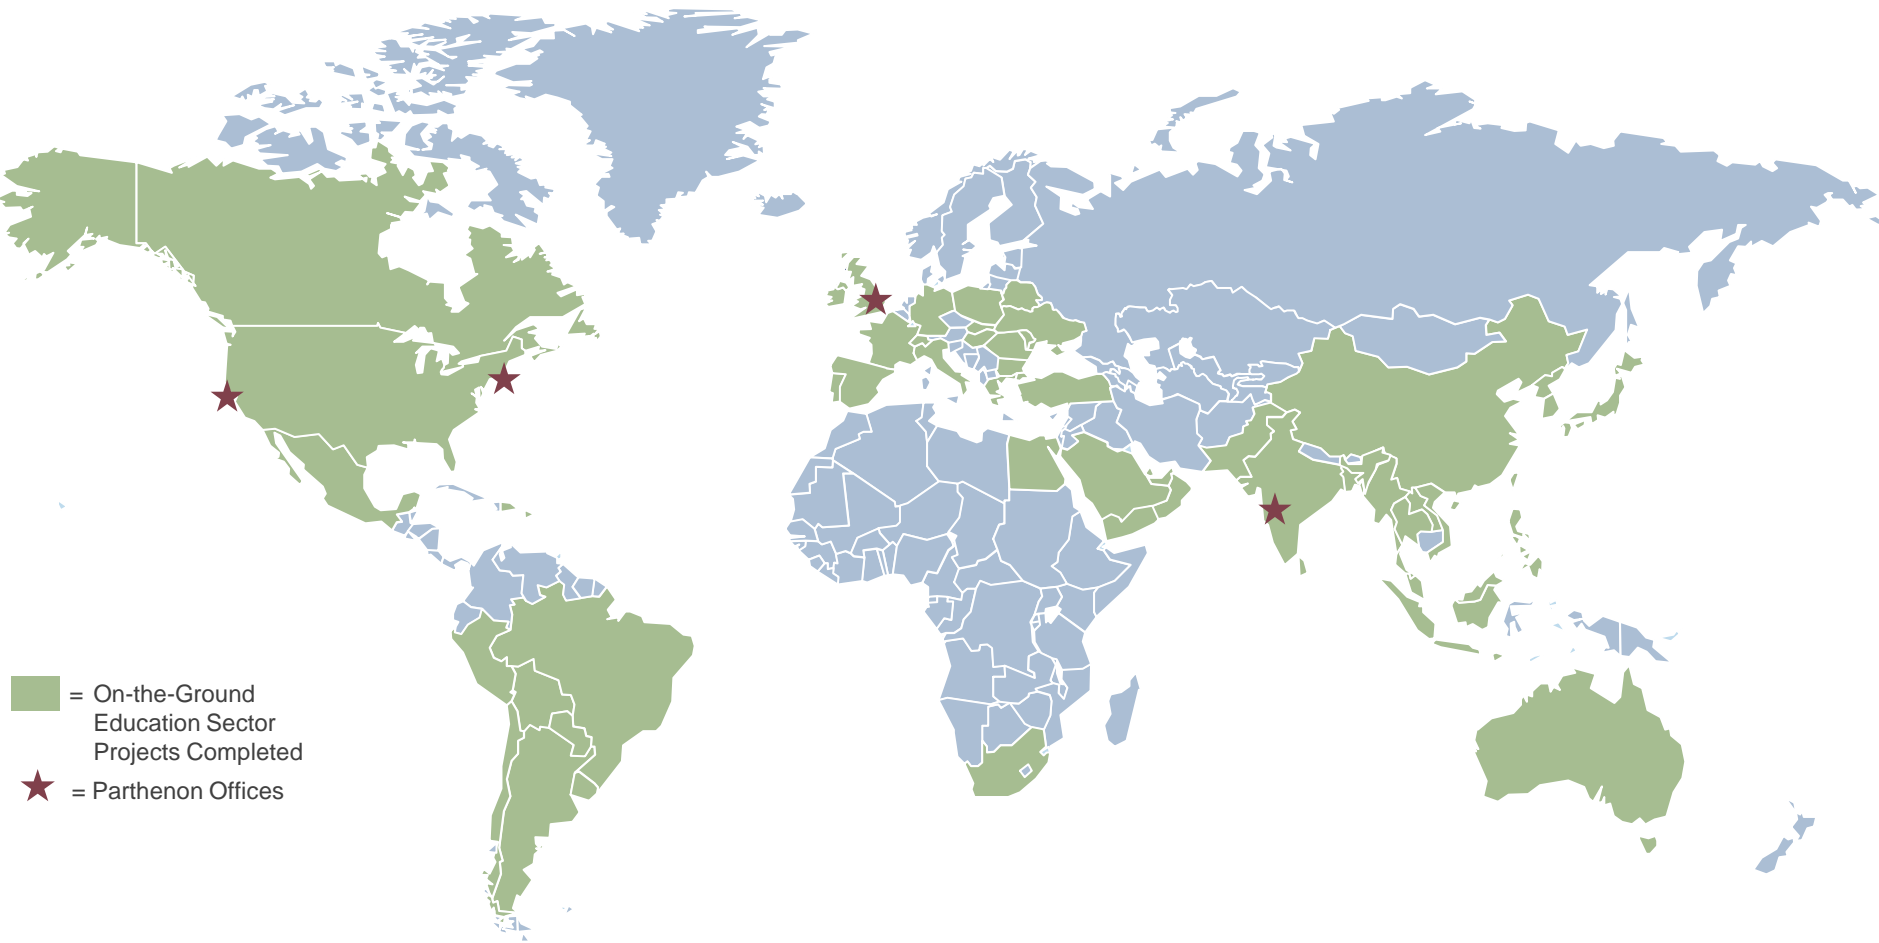 = On-the-Ground
Education Sector
Projects Completed
= Parthenon Offices